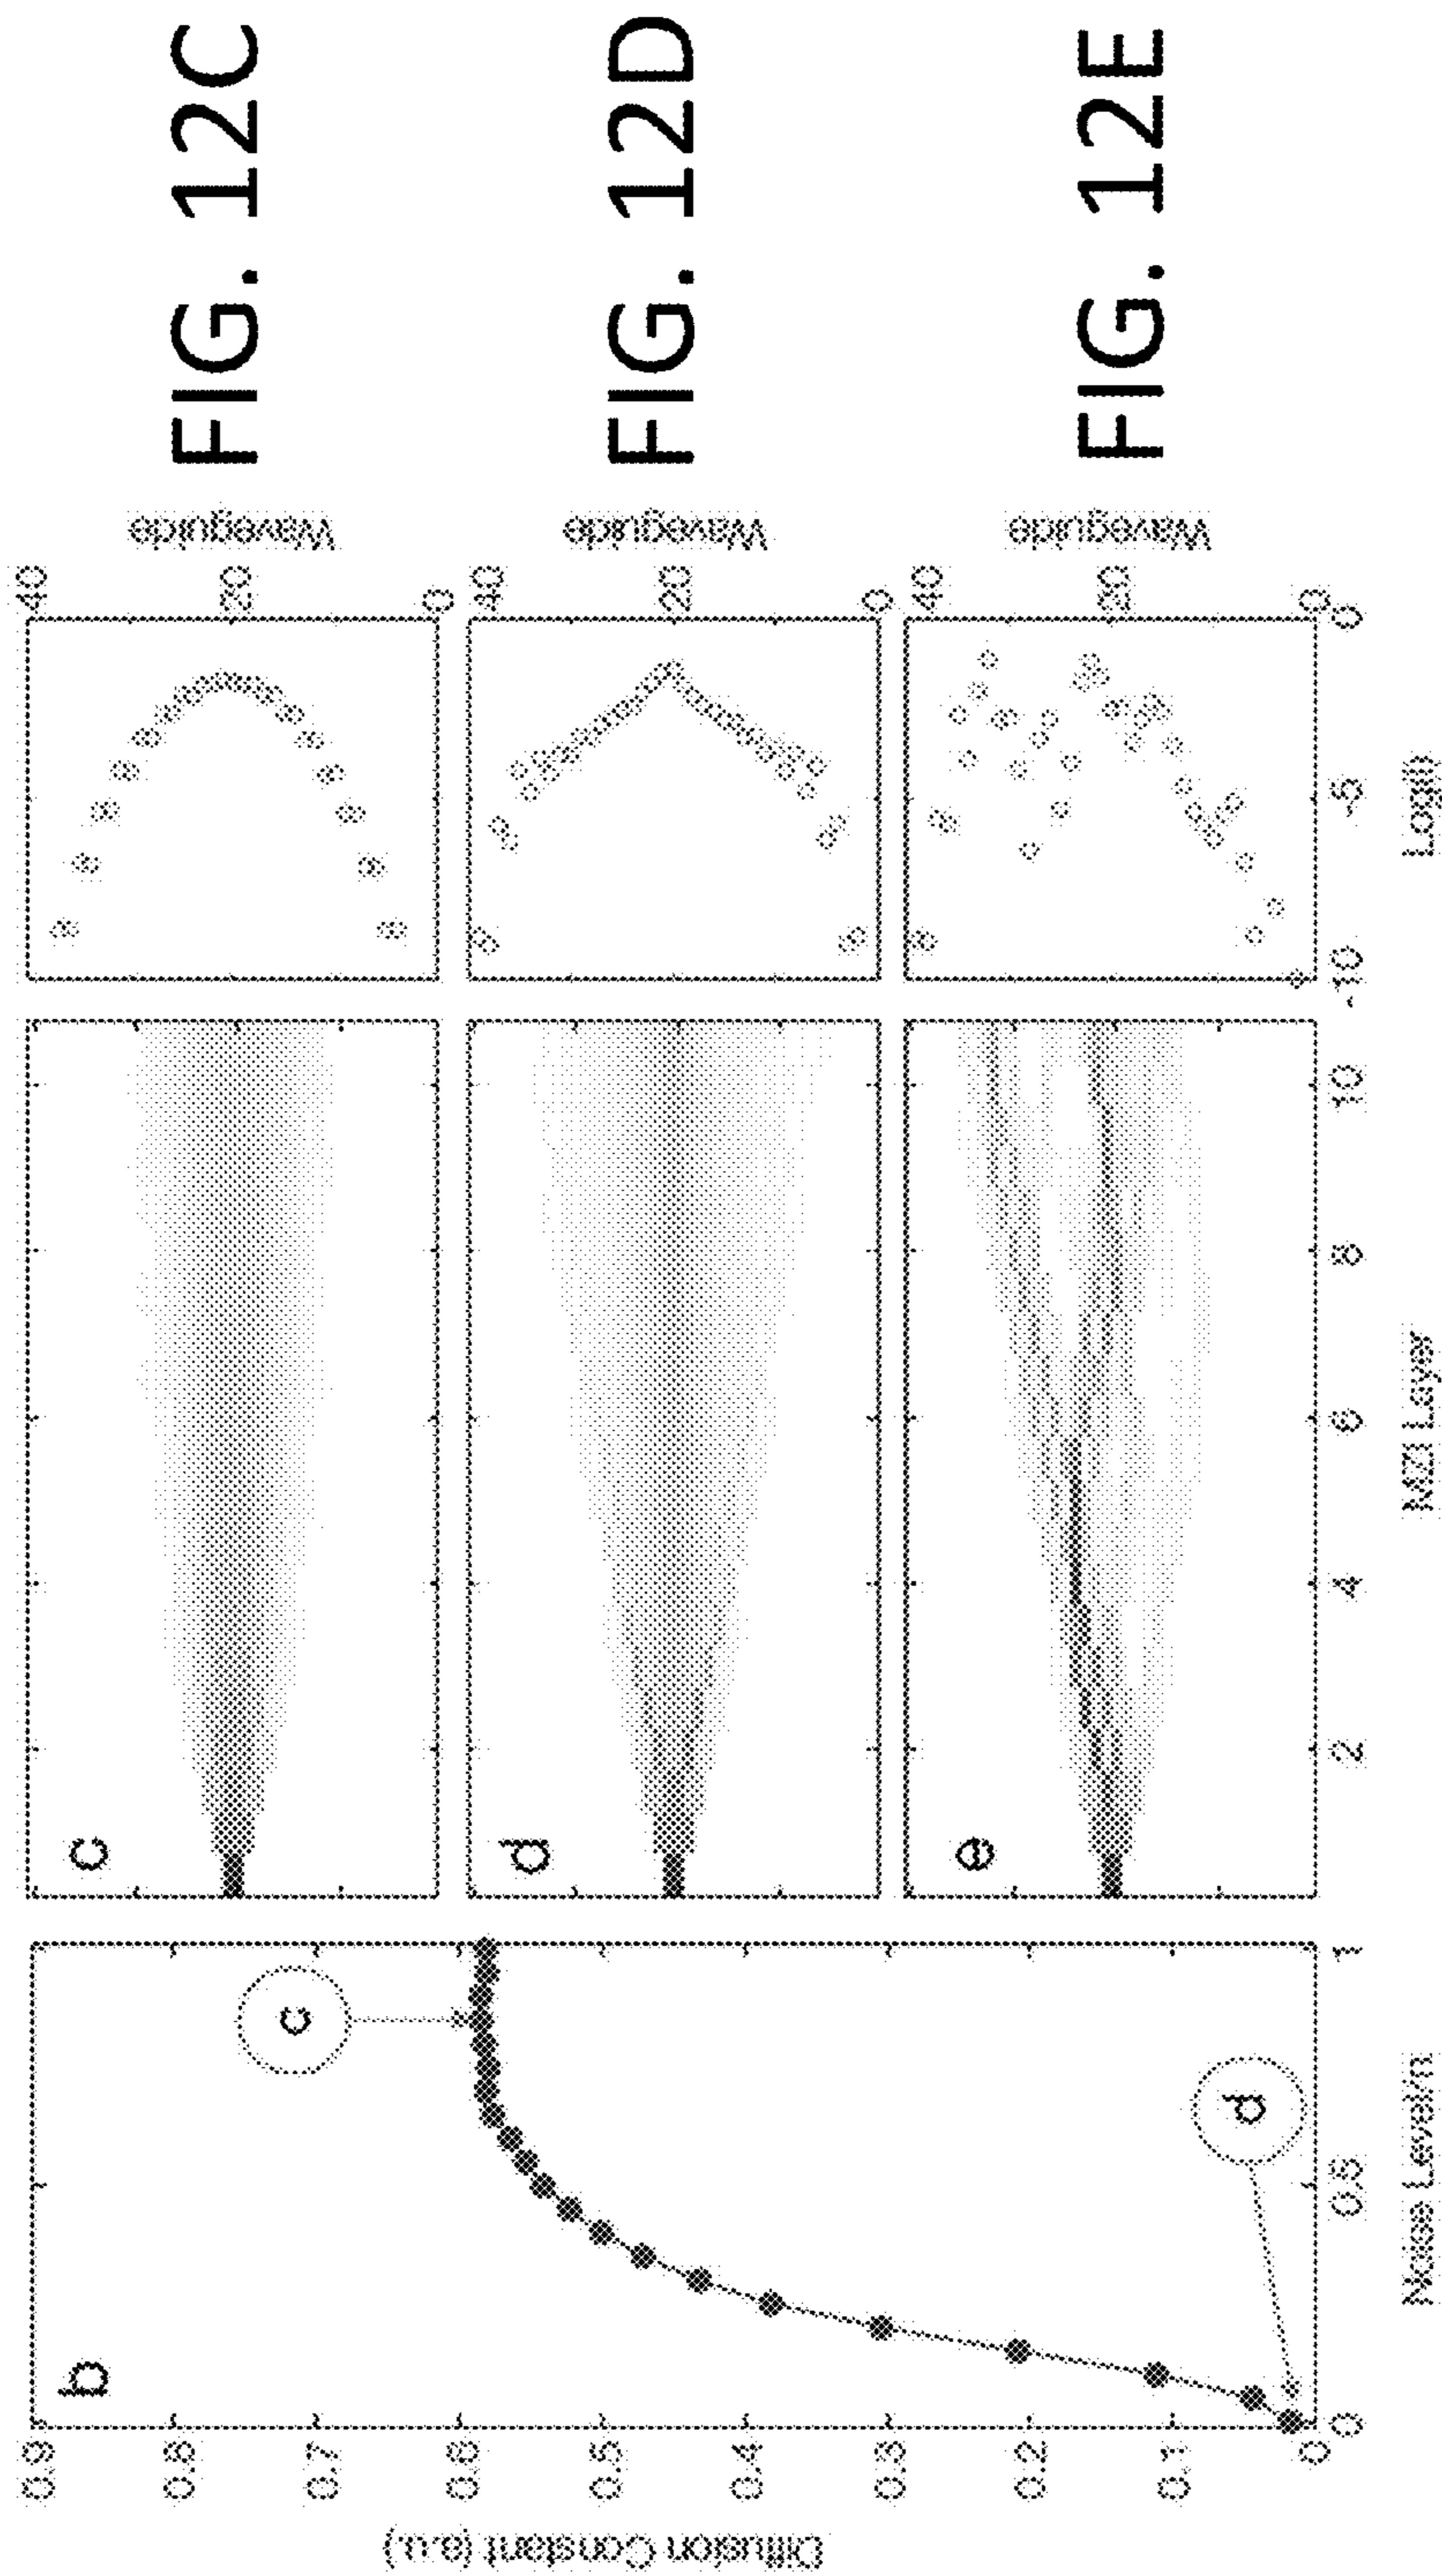 b
Diffusion Constant (a.u)
0.9
0.8
0.7
0.6
0.5
0.4
0.3
0.2
0.1
0
c
d
0 0.5 1
Noise Level/π
c
d
e
2 4 6 8 10
MZI Layer
40
20
0
Waveguide
40
20
0
Waveguide
40
20
0
Waveguide
-10 -5 0
Log(I)
FIG. 12C
FIG. 12D
FIG. 12E